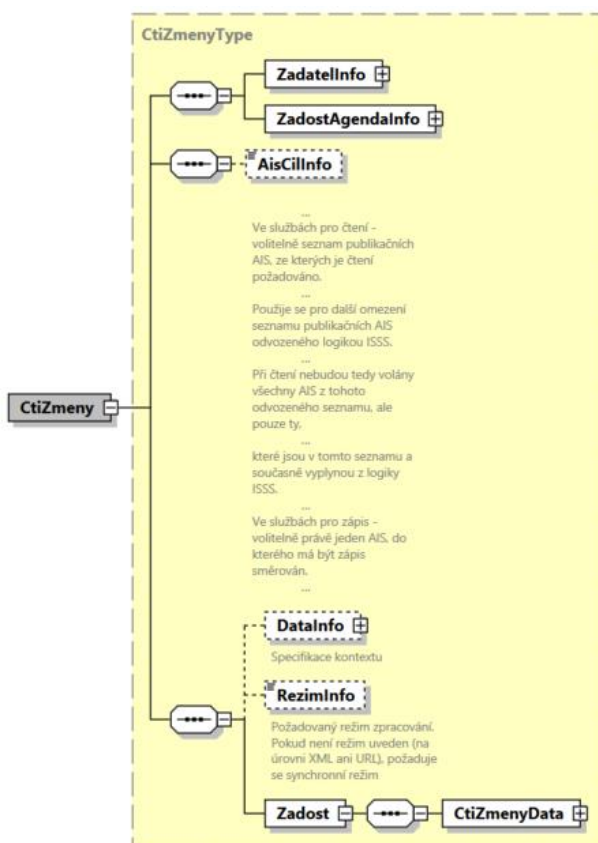 CtiZmenyType
ZadatelInfo
ZadostAgendaInfo
AisCilInfo
...
Ve službách pro čtení -
volitelně seznam publikačních
AIS, ze kterých je čtení
požadováno.
...
Použije se pro další omezení
seznamu publikačních AIS
odvozeného logikou ISSS.
...
Při čtení nebudou tedy volány
všechny AIS z tohoto
odvozeného seznamu, ale
pouze ty,
...
které jsou v tomto seznamu a
současně vyplynou z logiky
ISSS.
...
Ve službách pro zápis -
volitelně právě jeden AIS, do
kterého má být zápis
směrován.
...
CtiZmeny
DataInfo
Specifikace kontextu
RezimInfo
Požadovaný režim zpracování.
Pokud není režim uveden (na
úrovni XML ani URL), požaduje
se synchronní režim
Zadost
CtiZmenyData